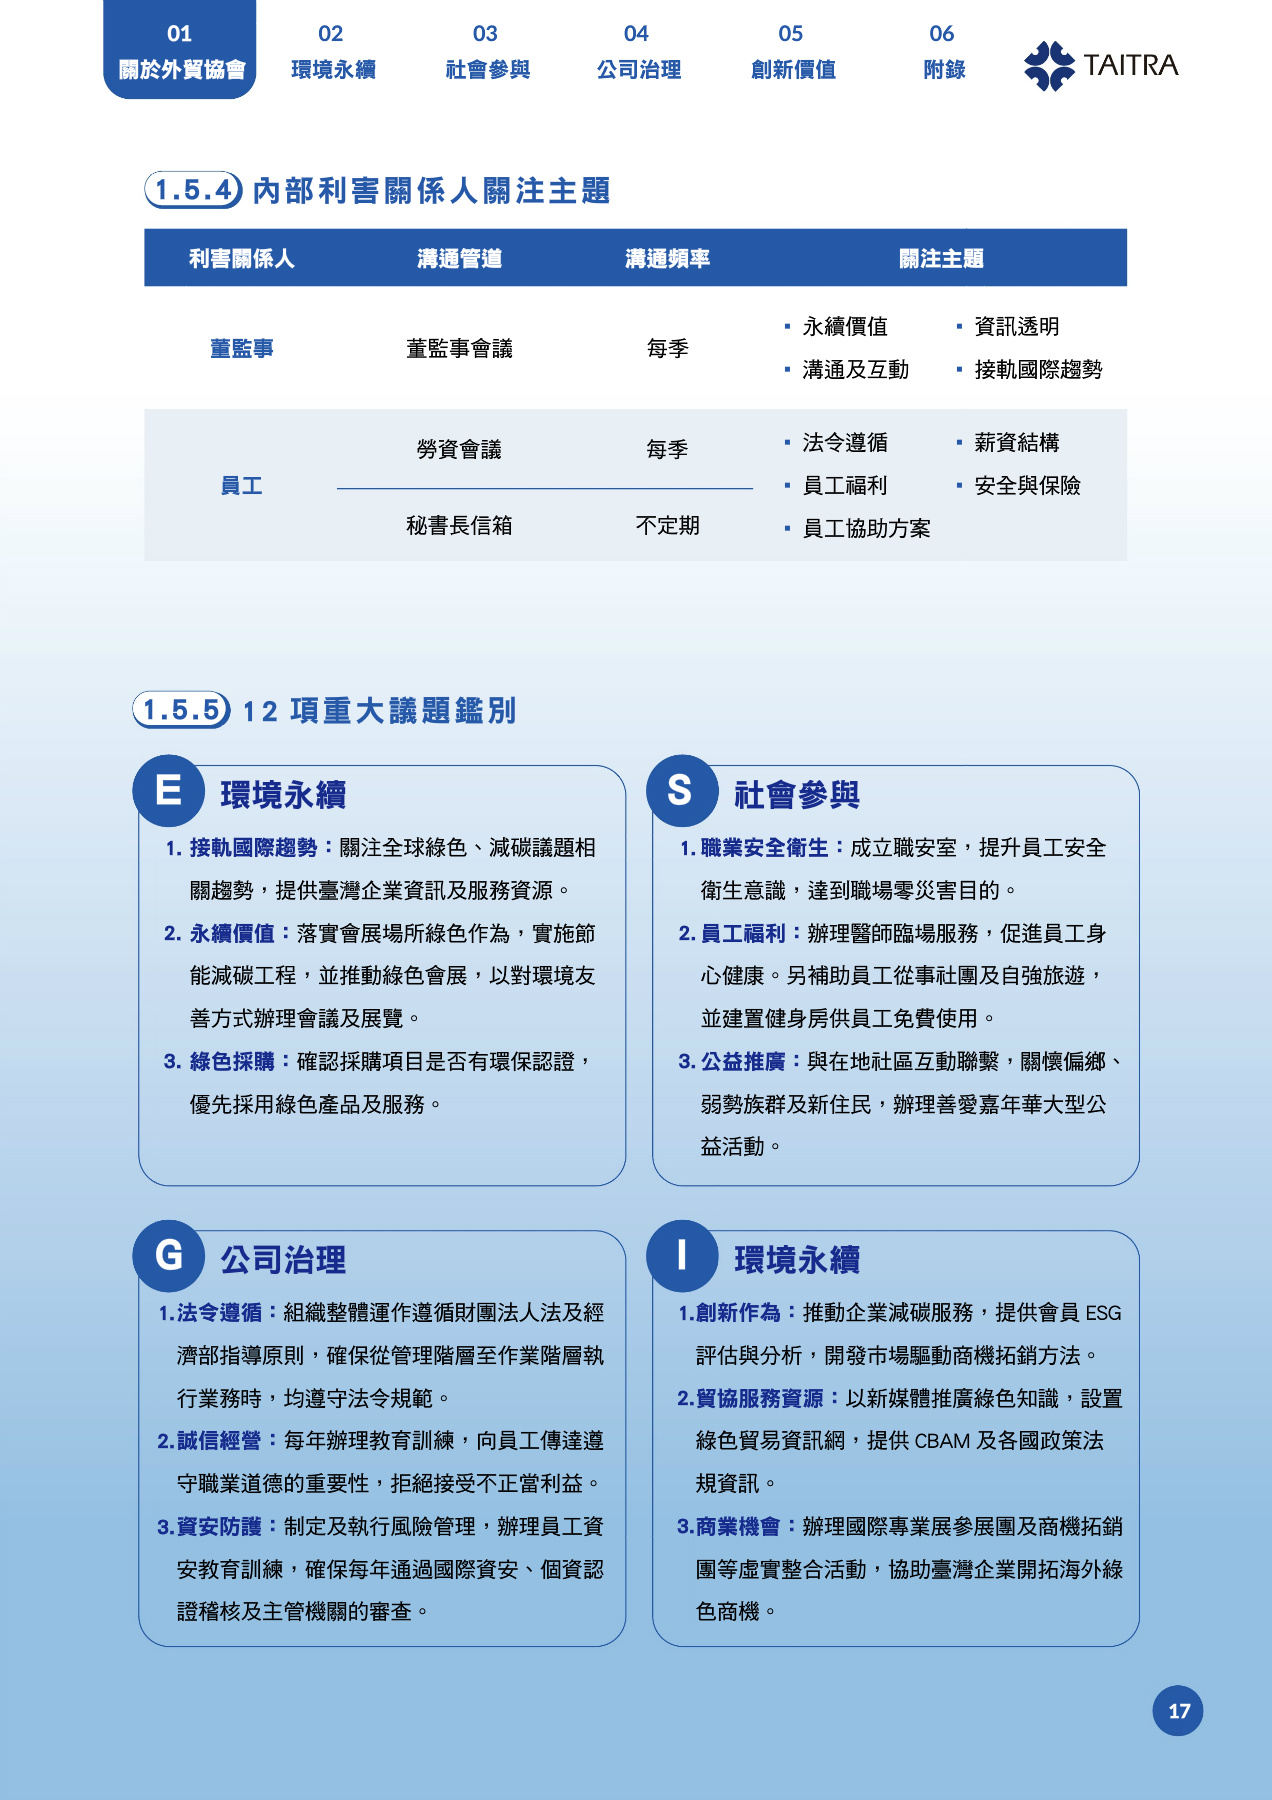 01 02 03 04 05 06
關於外貿協會 環境永續 社會參與 公司治理 創新價值 附錄
TAITRA
1.5.4 內部利害關係人關注主題
利害關係人 溝通管道 溝通頻率 關注主題
董監事 董監事會議 每季
▪ 永續價值 ▪ 資訊透明
▪ 溝通及互動 ▪ 接軌國際趨勢
員工
勞資會議 每季
秘書長信箱 不定期
▪ 法令遵循 ▪ 薪資結構
▪ 員工福利 ▪ 安全與保險
▪ 員工協助方案
1.5.5 12 項重大議題鑑別
E 環境永續
1. 接軌國際趨勢：關注全球綠色、減碳議題相
關趨勢，提供臺灣企業資訊及服務資源。
2. 永續價值：落實會展場所綠色作為，實施節
能減碳工程，並推動綠色會展，以對環境友
善方式辦理會議及展覽。
3. 綠色採購：確認採購項目是否有環保認證，
優先採用綠色產品及服務。
S 社會參與
1. 職業安全衛生：成立職安室，提升員工安全
衛生意識，達到職場零災害目的。
2. 員工福利：辦理醫師臨場服務，促進員工身
心健康。另補助員工從事社團及自強旅遊，
並建置健身房供員工免費使用。
3. 公益推廣：與在地社區互動聯繫，關懷偏鄉、
弱勢族群及新住民，辦理善愛嘉年華大型公
益活動。
G 公司治理
1.法令遵循：組織整體運作遵循財團法人法及經
濟部指導原則，確保從管理階層至作業階層執
行業務時，均遵守法令規範。
2.誠信經營：每年辦理教育訓練，向員工傳達遵
守職業道德的重要性，拒絕接受不正當利益。
3.資安防護：制定及執行風險管理，辦理員工資
安教育訓練，確保每年通過國際資安、個資認
證稽核及主管機關的審查。
I 環境永續
1.創新作為：推動企業減碳服務，提供會員 ESG
評估與分析，開發市場驅動商機拓銷方法。
2.貿協服務資源：以新媒體推廣綠色知識，設置
綠色貿易資訊網，提供 CBAM 及各國政策法
規資訊。
3.商業機會：辦理國際專業展參展團及商機拓銷
團等虛實整合活動，協助臺灣企業開拓海外綠
色商機。
17